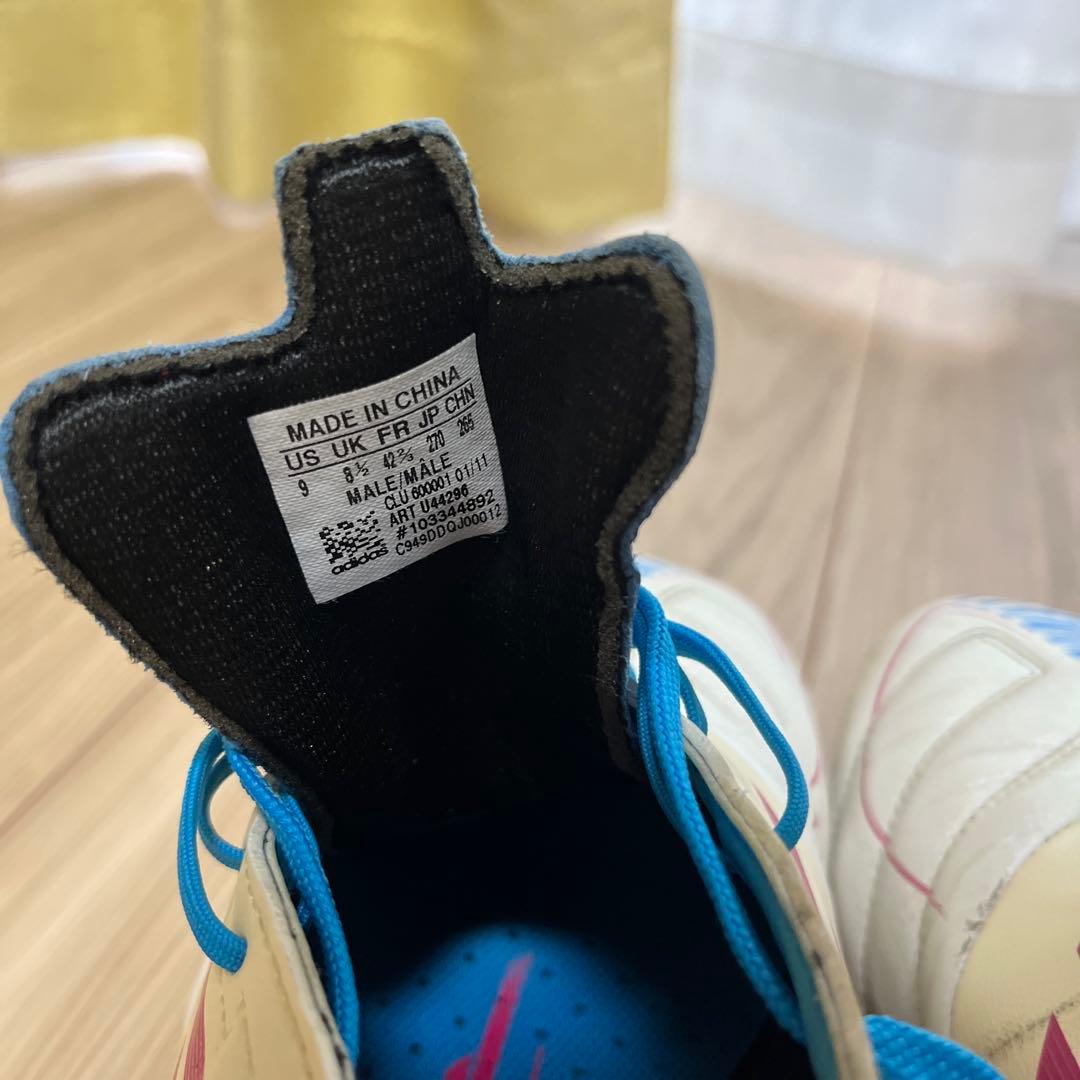 MADE IN CHINA
US UK FR JP CHN
9 8½ 42⅔ 270 265
MALE/MÂLE
CLU 600001 01/11
ART U44296
#103344892
C949DDQJ00012
adidas